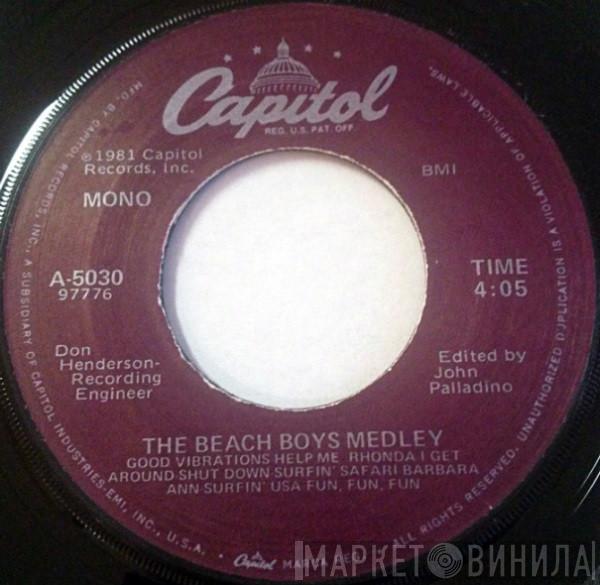 Capitol
REG. U.S. PAT. OFF.
℗1981 Capitol
Records, Inc.
BMI
MONO
A-5030
97776
TIME
4:05
Don
Henderson-
Recording
Engineer
Edited by
John
Palladino
THE BEACH BOYS MEDLEY
GOOD VIBRATIONS HELP ME, RHONDA I GET
AROUND-SHUT DOWN-SURFIN' SAFARI BARBARA
ANN-SURFIN' USA-FUN, FUN, FUN
MFD. BY CAPITOL RECORDS, INC., A SUBSIDIARY OF CAPITOL INDUSTRIES-EMI, INC., U.S.A. • Capitol MARCA REG. • ALL RIGHTS RESERVED. UNAUTHORIZED DUPLICATION IS A VIOLATION OF APPLICABLE LAWS.
МАРКЕТ ВИНИЛА